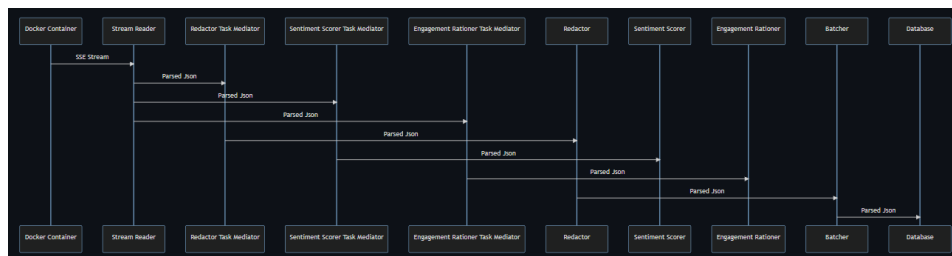 Docker Container
Stream Reader
Redactor Task Mediator
Sentiment Scorer Task Mediator
Engagement Rationer Task Mediator
Redactor
Sentiment Scorer
Engagement Rationer
Batcher
Database
SSE Stream
Parsed Json
Parsed Json
Parsed Json
Parsed Json
Parsed Json
Parsed Json
Parsed Json
Parsed Json
Docker Container
Stream Reader
Redactor Task Mediator
Sentiment Scorer Task Mediator
Engagement Rationer Task Mediator
Redactor
Sentiment Scorer
Engagement Rationer
Batcher
Database